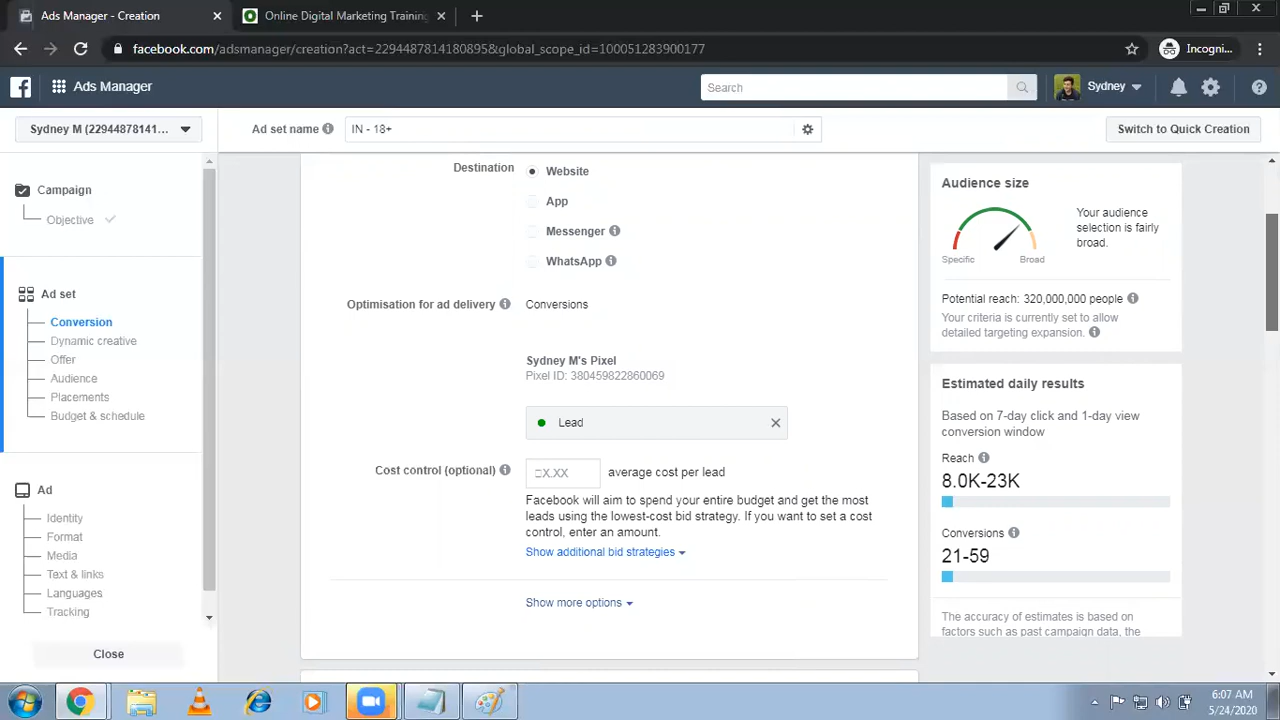 Ads Manager - Creation
Online Digital Marketing Training
facebook.com/adsmanager/creation?act=2294487814180895&global_scope_id=100051283900177
Incogni...
Ads Manager
Search
Sydney
Sydney M (22944878141...
Ad set name
IN - 18+
Switch to Quick Creation
Campaign
Objective
Ad set
Conversion
Dynamic creative
Offer
Audience
Placements
Budget & schedule
Ad
Identity
Format
Media
Text & links
Languages
Tracking
Close
Destination
Website
App
Messenger
WhatsApp
Optimisation for ad delivery
Conversions
Sydney M's Pixel
Pixel ID: 380459822860069
Lead
Cost control (optional)
X.XX
average cost per lead
Facebook will aim to spend your entire budget and get the most
leads using the lowest-cost bid strategy. If you want to set a cost
control, enter an amount.
Show additional bid strategies
Show more options
Audience size
Specific
Broad
Your audience
selection is fairly
broad.
Potential reach: 320,000,000 people
Your criteria is currently set to allow
detailed targeting expansion.
Estimated daily results
Based on 7-day click and 1-day view
conversion window
Reach
8.0K-23K
Conversions
21-59
The accuracy of estimates is based on
factors such as past campaign data, the
6:07 AM
5/24/2020